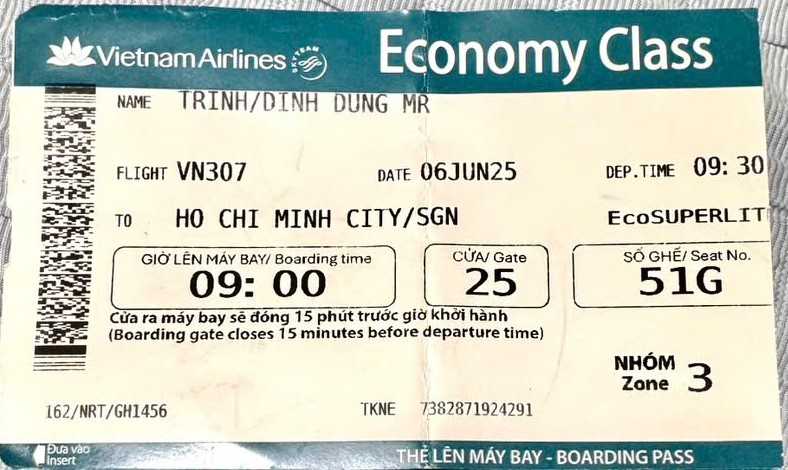 Vietnam Airlines SKYTEAM Economy Class
NAME TRINH/DINH DUNG MR
FLIGHT VN307 DATE 06JUN25 DEP.TIME 09:30
TO HO CHI MINH CITY/SGN EcoSUPERLIT
GIỜ LÊN MÁY BAY/ Boarding time CỬA/ Gate SỐ GHẾ/ Seat No.
09:00 25 51G
Cửa ra máy bay sẽ đóng 15 phút trước giờ khởi hành
(Boarding gate closes 15 minutes before departure time)
NHÓM
Zone 3
162/NRT/GH1456 TKNE 7382871924291
Đưa vào
Insert
THẺ LÊN MÁY BAY - BOARDING PASS